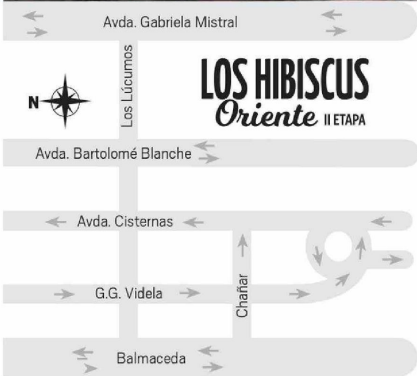 Avda. Gabriela Mistral
Los Lúcumos
LOS HIBISCUS
Oriente II ETAPA
N
Avda. Bartolomé Blanche
Avda. Cisternas
G.G. Videla
Chañar
Balmaceda